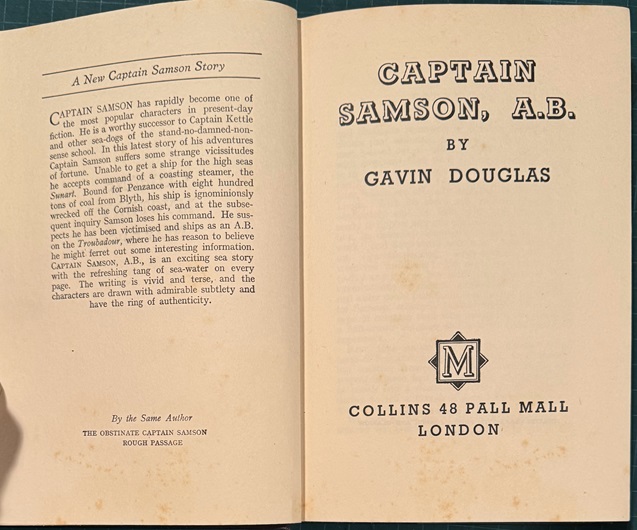 A New Captain Samson Story
CAPTAIN SAMSON has rapidly become one of
the most popular characters in present-day
fiction. He is a worthy successor to Captain Kettle
and other sea-dogs of the stand-no-damned-non-
sense school. In this latest story of his adventures
Captain Samson suffers some strange vicissitudes
of fortune. Unable to get a ship for the high seas
he accepts command of a coasting steamer, the
Sunart. Bound for Penzance with eight hundred
tons of coal from Blyth, his ship is ignominiously
wrecked off the Cornish coast, and at the subse-
quent inquiry Samson loses his command. He sus-
pects he has been victimised and ships as an A.B.
on the Troubadour, where he has reason to believe
he might ferret out some interesting information.
CAPTAIN SAMSON, A.B., is an exciting sea story
with the refreshing tang of sea-water on every
page. The writing is vivid and terse, and the
characters are drawn with admirable subtlety and
have the ring of authenticity.
By the Same Author
THE OBSTINATE CAPTAIN SAMSON
ROUGH PASSAGE
CAPTAIN
SAMSON, A.B.
BY
GAVIN DOUGLAS
M
COLLINS 48 PALL MALL
LONDON